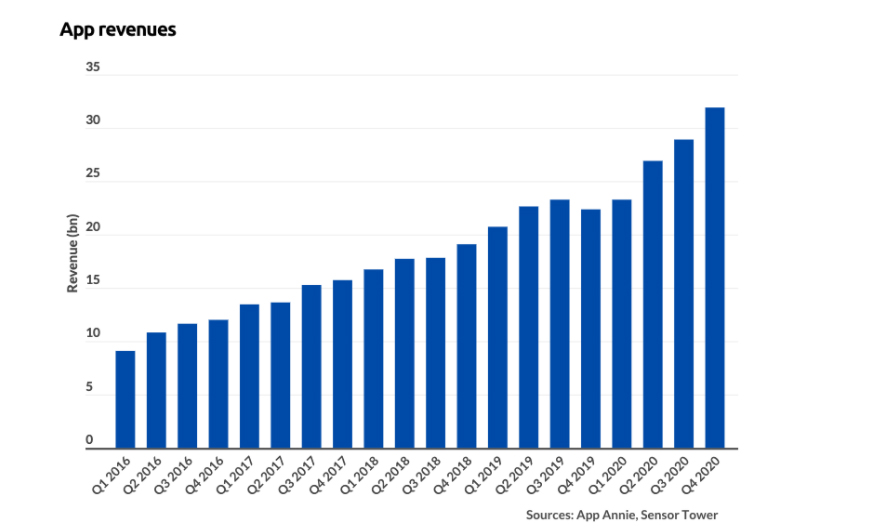 App revenues
35
30
25
20
15
10
5
0
Revenue (bn)
Q1 2016
Q2 2016
Q3 2016
Q4 2016
Q1 2017
Q2 2017
Q3 2017
Q4 2017
Q1 2018
Q2 2018
Q3 2018
Q4 2018
Q1 2019
Q2 2019
Q3 2019
Q4 2019
Q1 2020
Q2 2020
Q3 2020
Q4 2020
Sources: App Annie, Sensor Tower